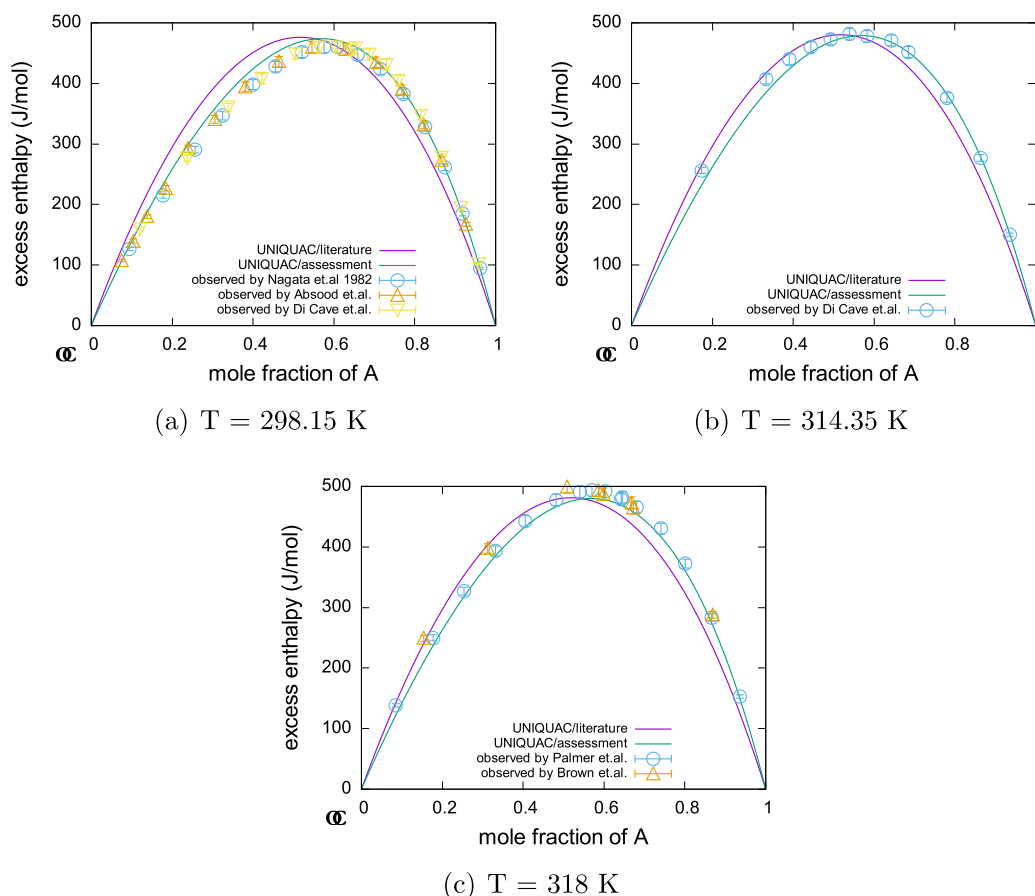 500
400
300
200
100
0
excess enthalpy (J/mol)
UNIQUAC/literature
UNIQUAC/assessment
observed by Nagata et.al 1982
observed by Absood et.al.
observed by Di Cave et.al.
0 0.2 0.4 0.6 0.8 1
mole fraction of A
(a) T = 298.15 K
500
400
300
200
100
0
excess enthalpy (J/mol)
UNIQUAC/literature
UNIQUAC/assessment
observed by Di Cave et.al.
0 0.2 0.4 0.6 0.8
mole fraction of A
(b) T = 314.35 K
500
400
300
200
100
0
excess enthalpy (J/mol)
UNIQUAC/literature
UNIQUAC/assessment
observed by Palmer et.al.
observed by Brown et.al.
0 0.2 0.4 0.6 0.8 1
mole fraction of A
(c) T = 318 K